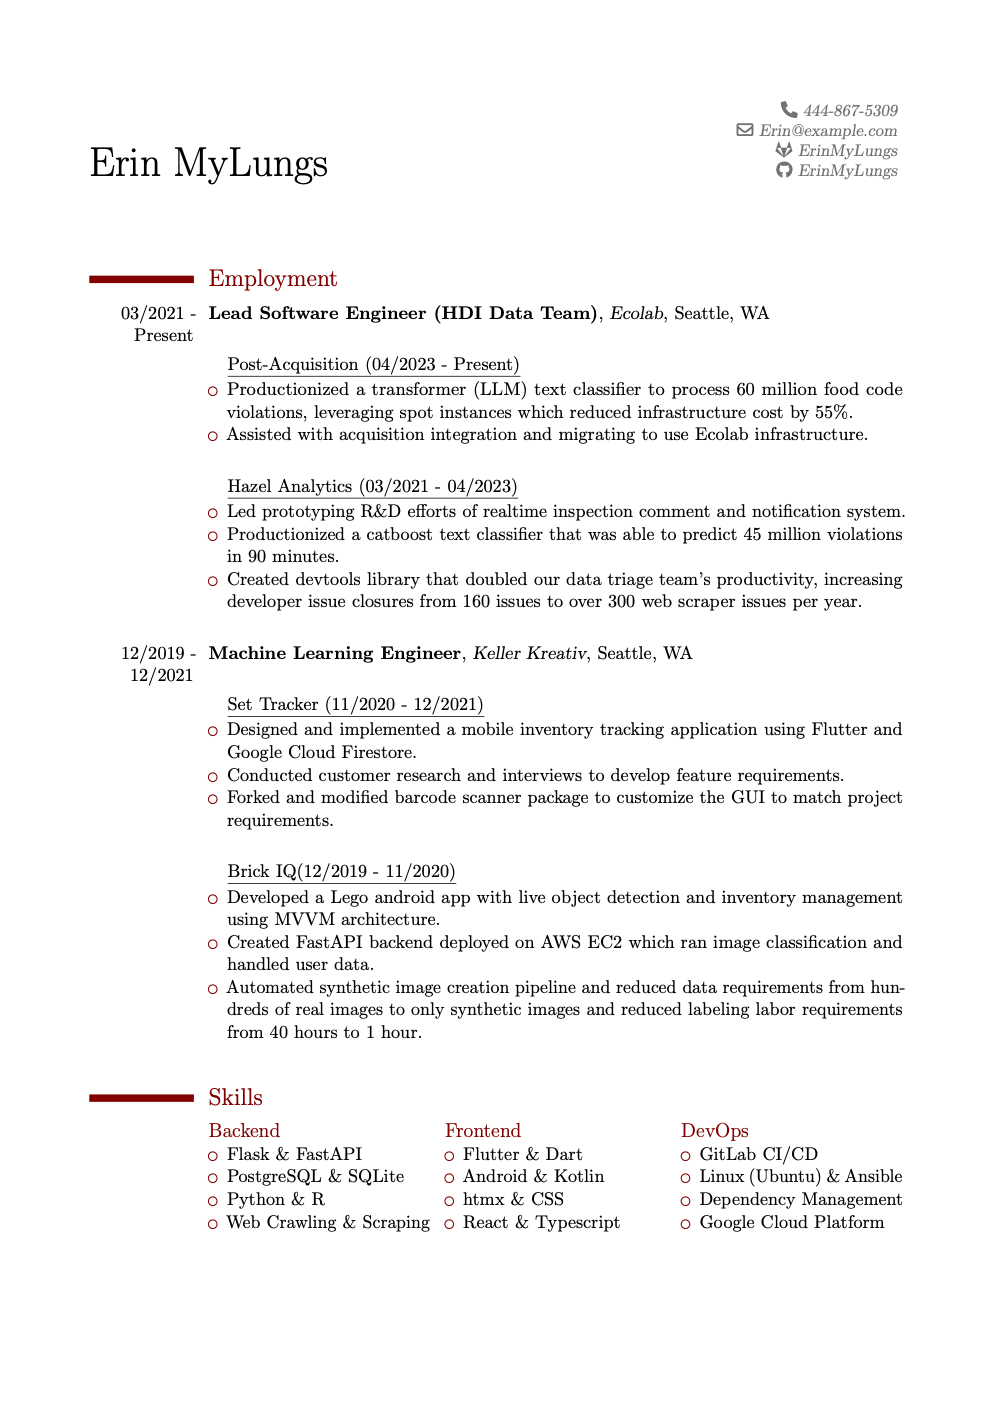 444-867-5309
Erin@example.com
ErinMyLungs
ErinMyLungs
Erin MyLungs
Employment
03/2021 - Present
Lead Software Engineer (HDI Data Team), Ecolab, Seattle, WA
Post-Acquisition (04/2023 - Present)
Productionized a transformer (LLM) text classifier to process 60 million food code
violations, leveraging spot instances which reduced infrastructure cost by 55%.
Assisted with acquisition integration and migrating to use Ecolab infrastructure.
Hazel Analytics (03/2021 - 04/2023)
Led prototyping R&D efforts of realtime inspection comment and notification system.
Productionized a catboost text classifier that was able to predict 45 million violations
in 90 minutes.
Created devtools library that doubled our data triage team's productivity, increasing
developer issue closures from 160 issues to over 300 web scraper issues per year.
12/2019 - 12/2021
Machine Learning Engineer, Keller Kreativ, Seattle, WA
Set Tracker (11/2020 - 12/2021)
Designed and implemented a mobile inventory tracking application using Flutter and
Google Cloud Firestore.
Conducted customer research and interviews to develop feature requirements.
Forked and modified barcode scanner package to customize the GUI to match project
requirements.
Brick IQ(12/2019 - 11/2020)
Developed a Lego android app with live object detection and inventory management
using MVVM architecture.
Created FastAPI backend deployed on AWS EC2 which ran image classification and
handled user data.
Automated synthetic image creation pipeline and reduced data requirements from hun-
dreds of real images to only synthetic images and reduced labeling labor requirements
from 40 hours to 1 hour.
Skills
Backend
Flask & FastAPI
PostgreSQL & SQLite
Python & R
Web Crawling & Scraping
Frontend
Flutter & Dart
Android & Kotlin
htmx & CSS
React & Typescript
DevOps
GitLab CI/CD
Linux (Ubuntu) & Ansible
Dependency Management
Google Cloud Platform